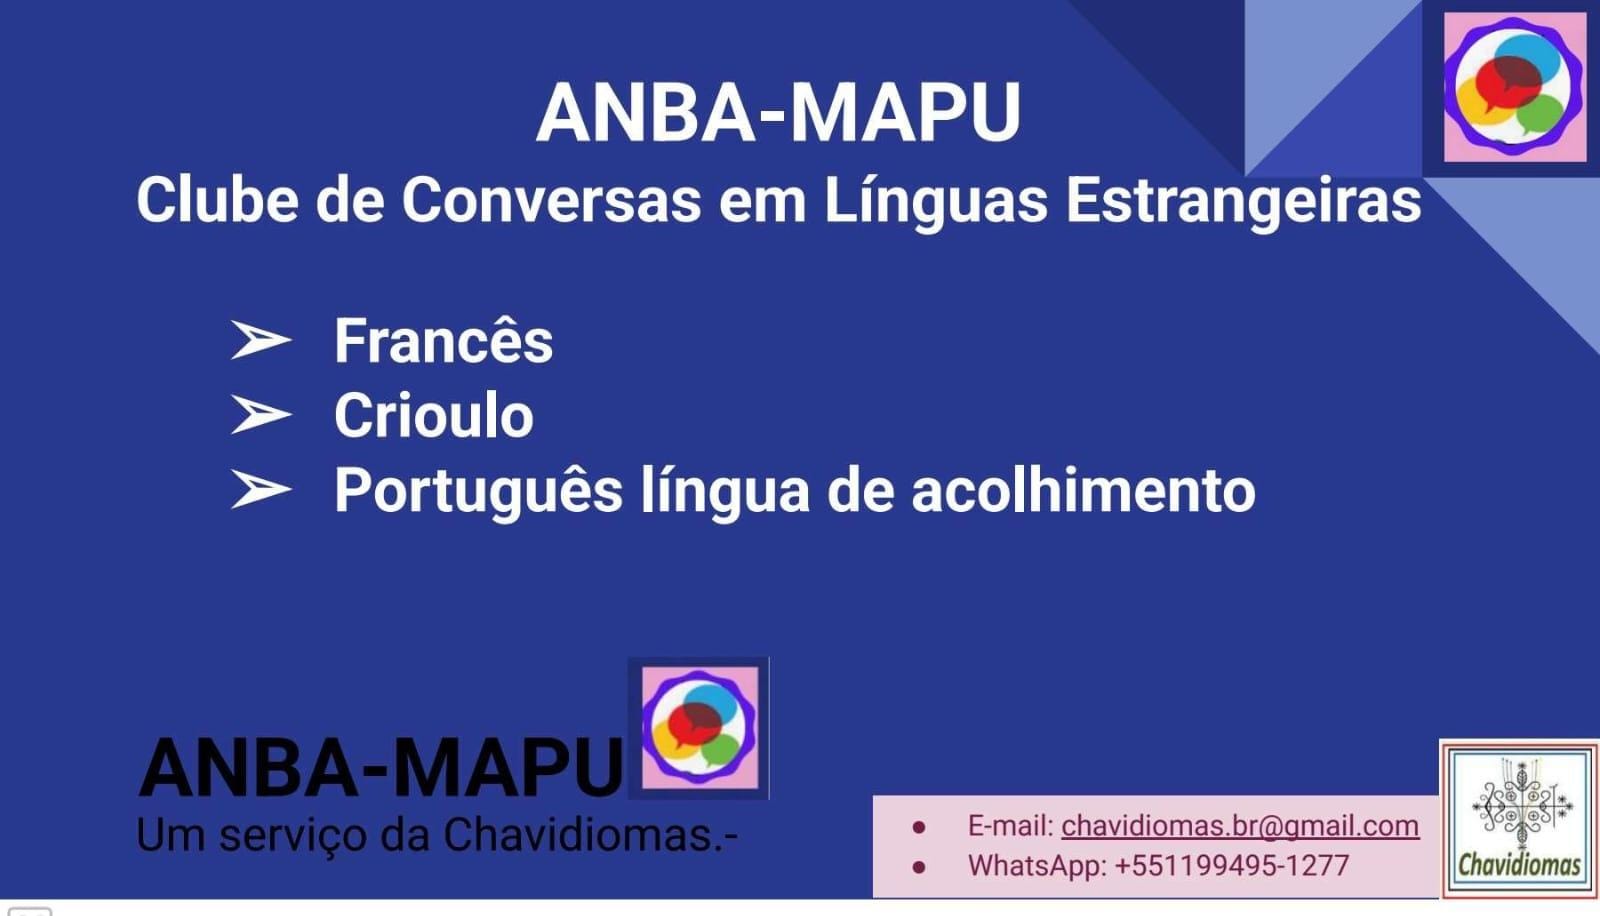 ANBA-MAPU
Clube de Conversas em Línguas Estrangeiras
➢ Francês
➢ Crioulo
➢ Português língua de acolhimento
ANBA-MAPU
Um serviço da Chavidiomas.-
● E-mail: chavidiomas.br@gmail.com
● WhatsApp: +551199495-1277
Chavidiomas